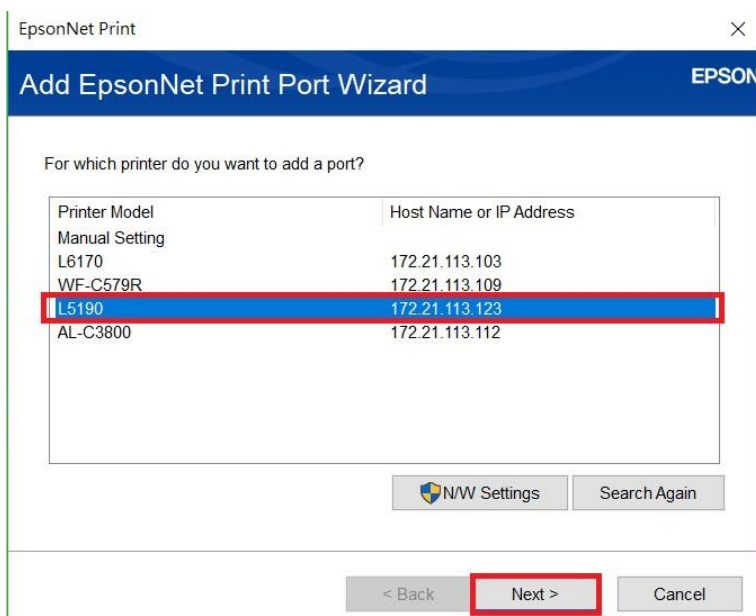 EpsonNet Print
Add EpsonNet Print Port Wizard
EPSON
For which printer do you want to add a port?
Printer Model Host Name or IP Address
Manual Setting
L6170 172.21.113.103
WF-C579R 172.21.113.109
L5190 172.21.113.123
AL-C3800 172.21.113.112
N/W Settings Search Again
< Back Next > Cancel